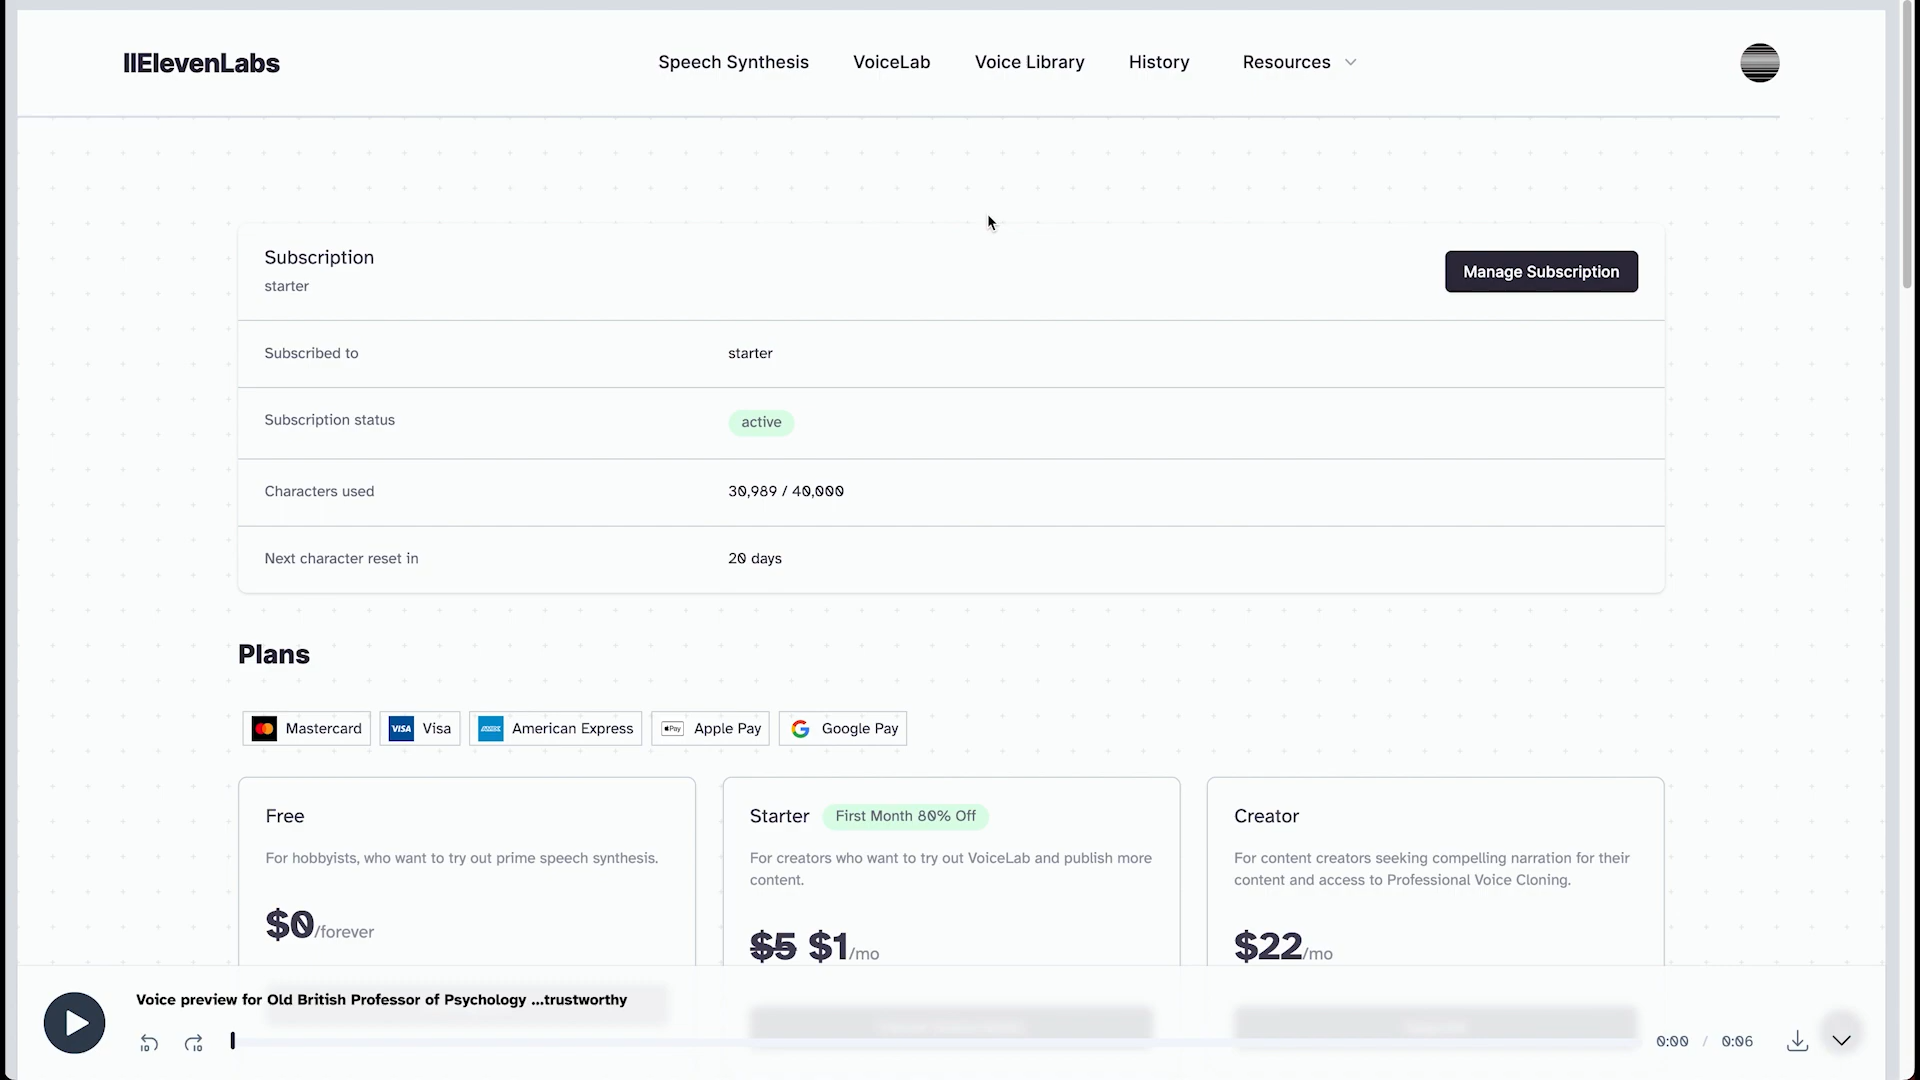 IIElevenLabs
Speech Synthesis
VoiceLab
Voice Library
History
Resources
Subscription
starter
Manage Subscription
Subscribed to
starter
Subscription status
active
Characters used
30,989 / 40,000
Next character reset in
20 days
Plans
Mastercard
VISA Visa
American Express
Pay Apple Pay
Google Pay
Free
For hobbyists, who want to try out prime speech synthesis.
$0/forever
Starter
First Month 80% Off
For creators who want to try out VoiceLab and publish more
content.
$5 $1/mo
Creator
For content creators seeking compelling narration for their
content and access to Professional Voice Cloning.
$22/mo
Voice preview for Old British Professor of Psychology ...trustworthy
10
10
0:00 / 0:06